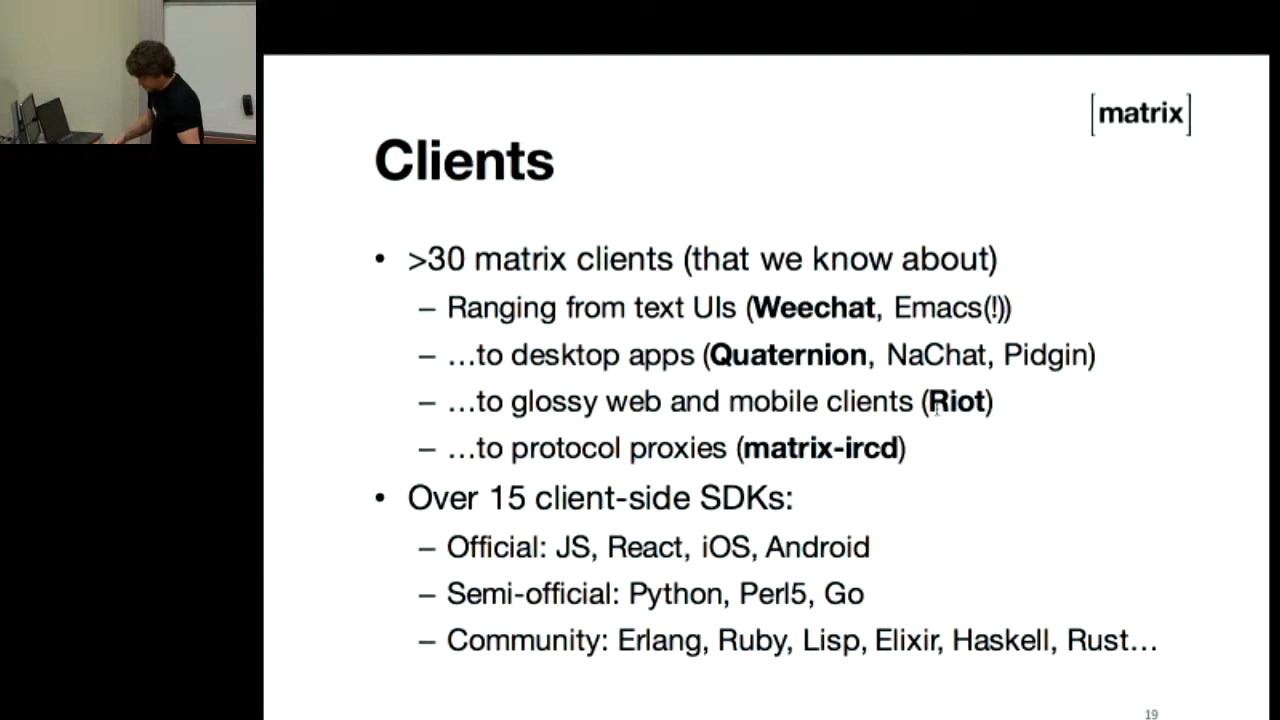 [matrix]
Clients
• >30 matrix clients (that we know about)
– Ranging from text UIs (Weechat, Emacs(!))
– …to desktop apps (Quaternion, NaChat, Pidgin)
– …to glossy web and mobile clients (Riot)
– …to protocol proxies (matrix-ircd)
• Over 15 client-side SDKs:
– Official: JS, React, iOS, Android
– Semi-official: Python, Perl5, Go
– Community: Erlang, Ruby, Lisp, Elixir, Haskell, Rust…
19